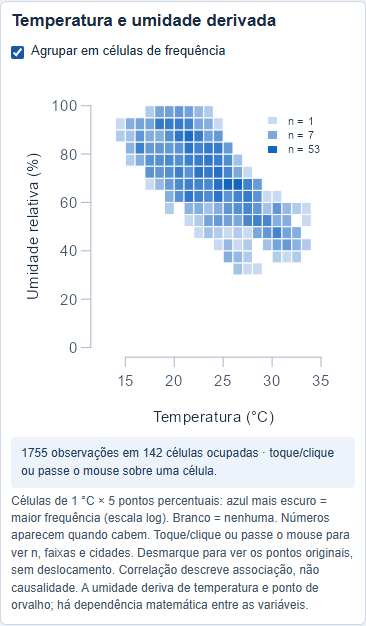 Temperatura e umidade derivada
Agrupar em células de frequência
n = 1
n = 7
n = 53
100
80
60
40
20
0
Umidade relativa (%)
15 20 25 30 35
Temperatura (°C)
1755 observações em 142 células ocupadas · toque/clique
ou passe o mouse sobre uma célula.
Células de 1 °C × 5 pontos percentuais: azul mais escuro =
maior frequência (escala log). Branco = nenhuma. Números
aparecem quando cabem. Toque/clique ou passe o mouse para
ver n, faixas e cidades. Desmarque para ver os pontos originais,
sem deslocamento. Correlação descreve associação, não
causalidade. A umidade deriva de temperatura e ponto de
orvalho; há dependência matemática entre as variáveis.